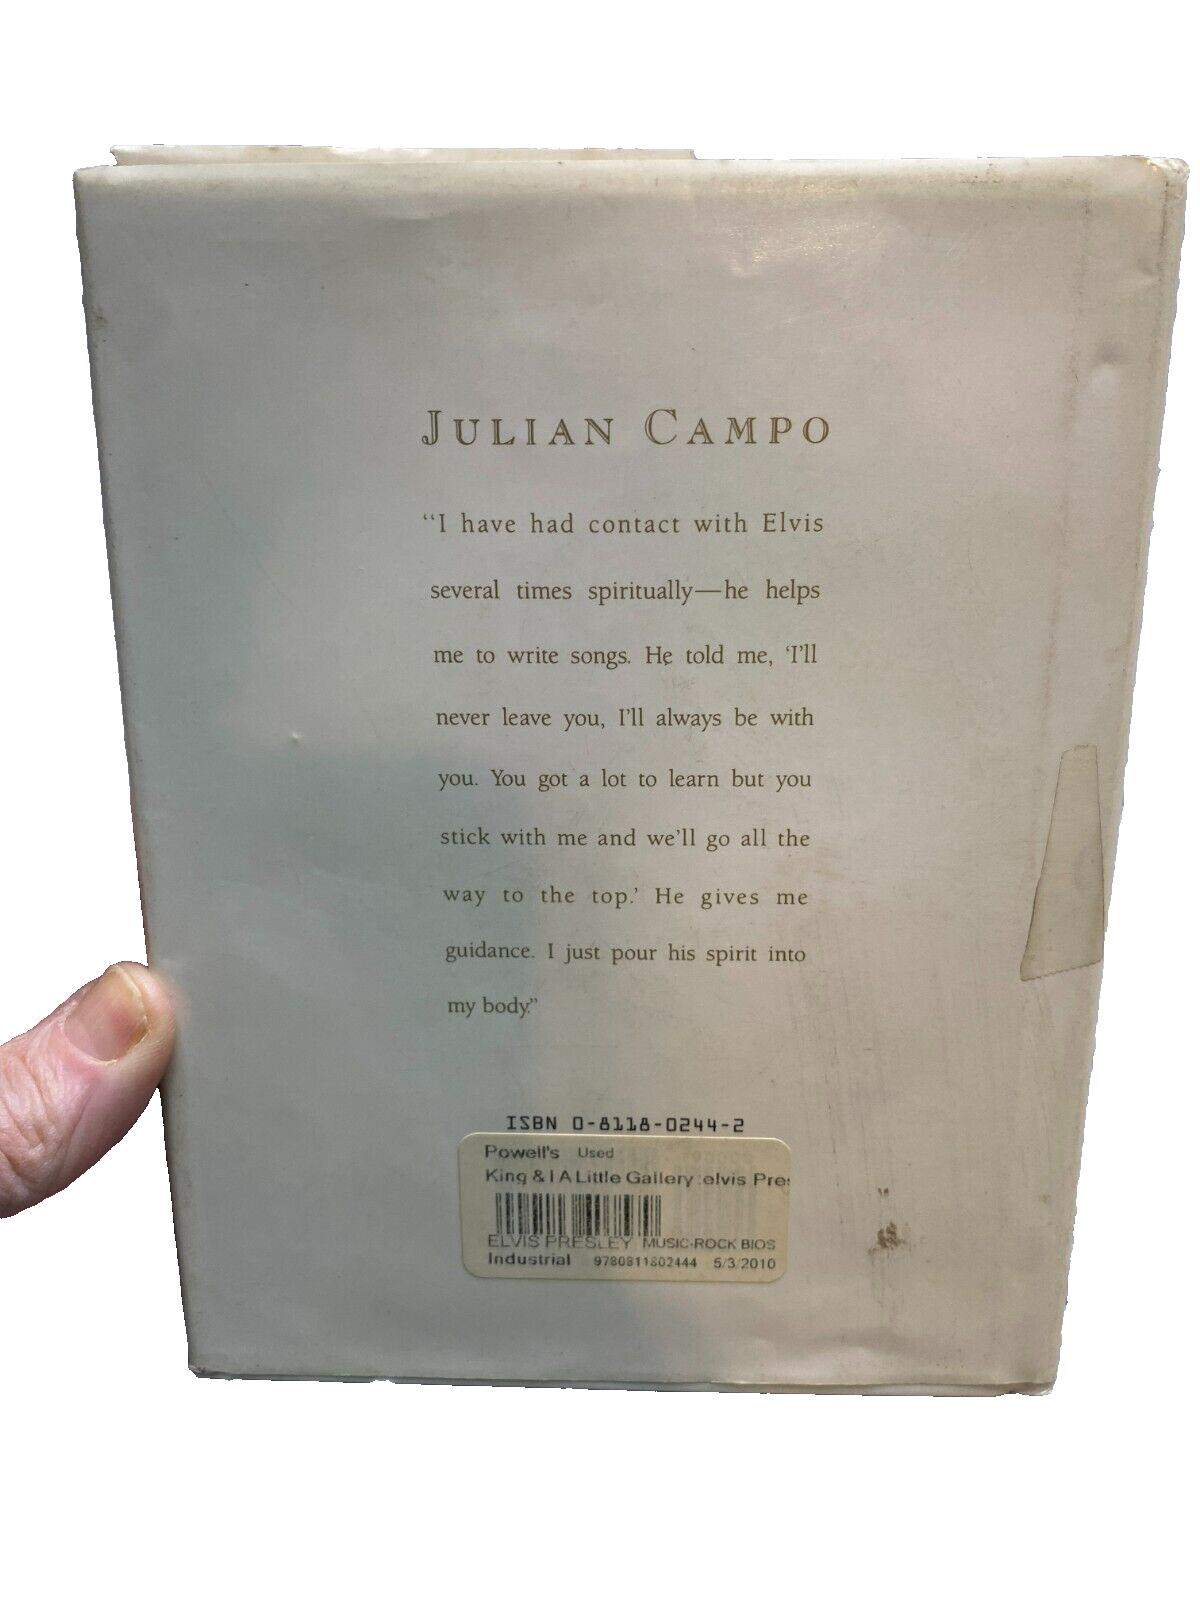 JULIAN CAMPO
“I have had contact with Elvis
several times spiritually—he helps
me to write songs. He told me, ‘I’ll
never leave you, I’ll always be with
you. You got a lot to learn but you
stick with me and we’ll go all the
way to the top.’ He gives me
guidance. I just pour his spirit into
my body.”
ISBN 0-8118-0244-2
Powell's Used
King & I A Little Gallery :elvis Pres
ELVIS PRESLEY MUSIC-ROCK BIOS
Industrial 9780811802444 5/3/2010